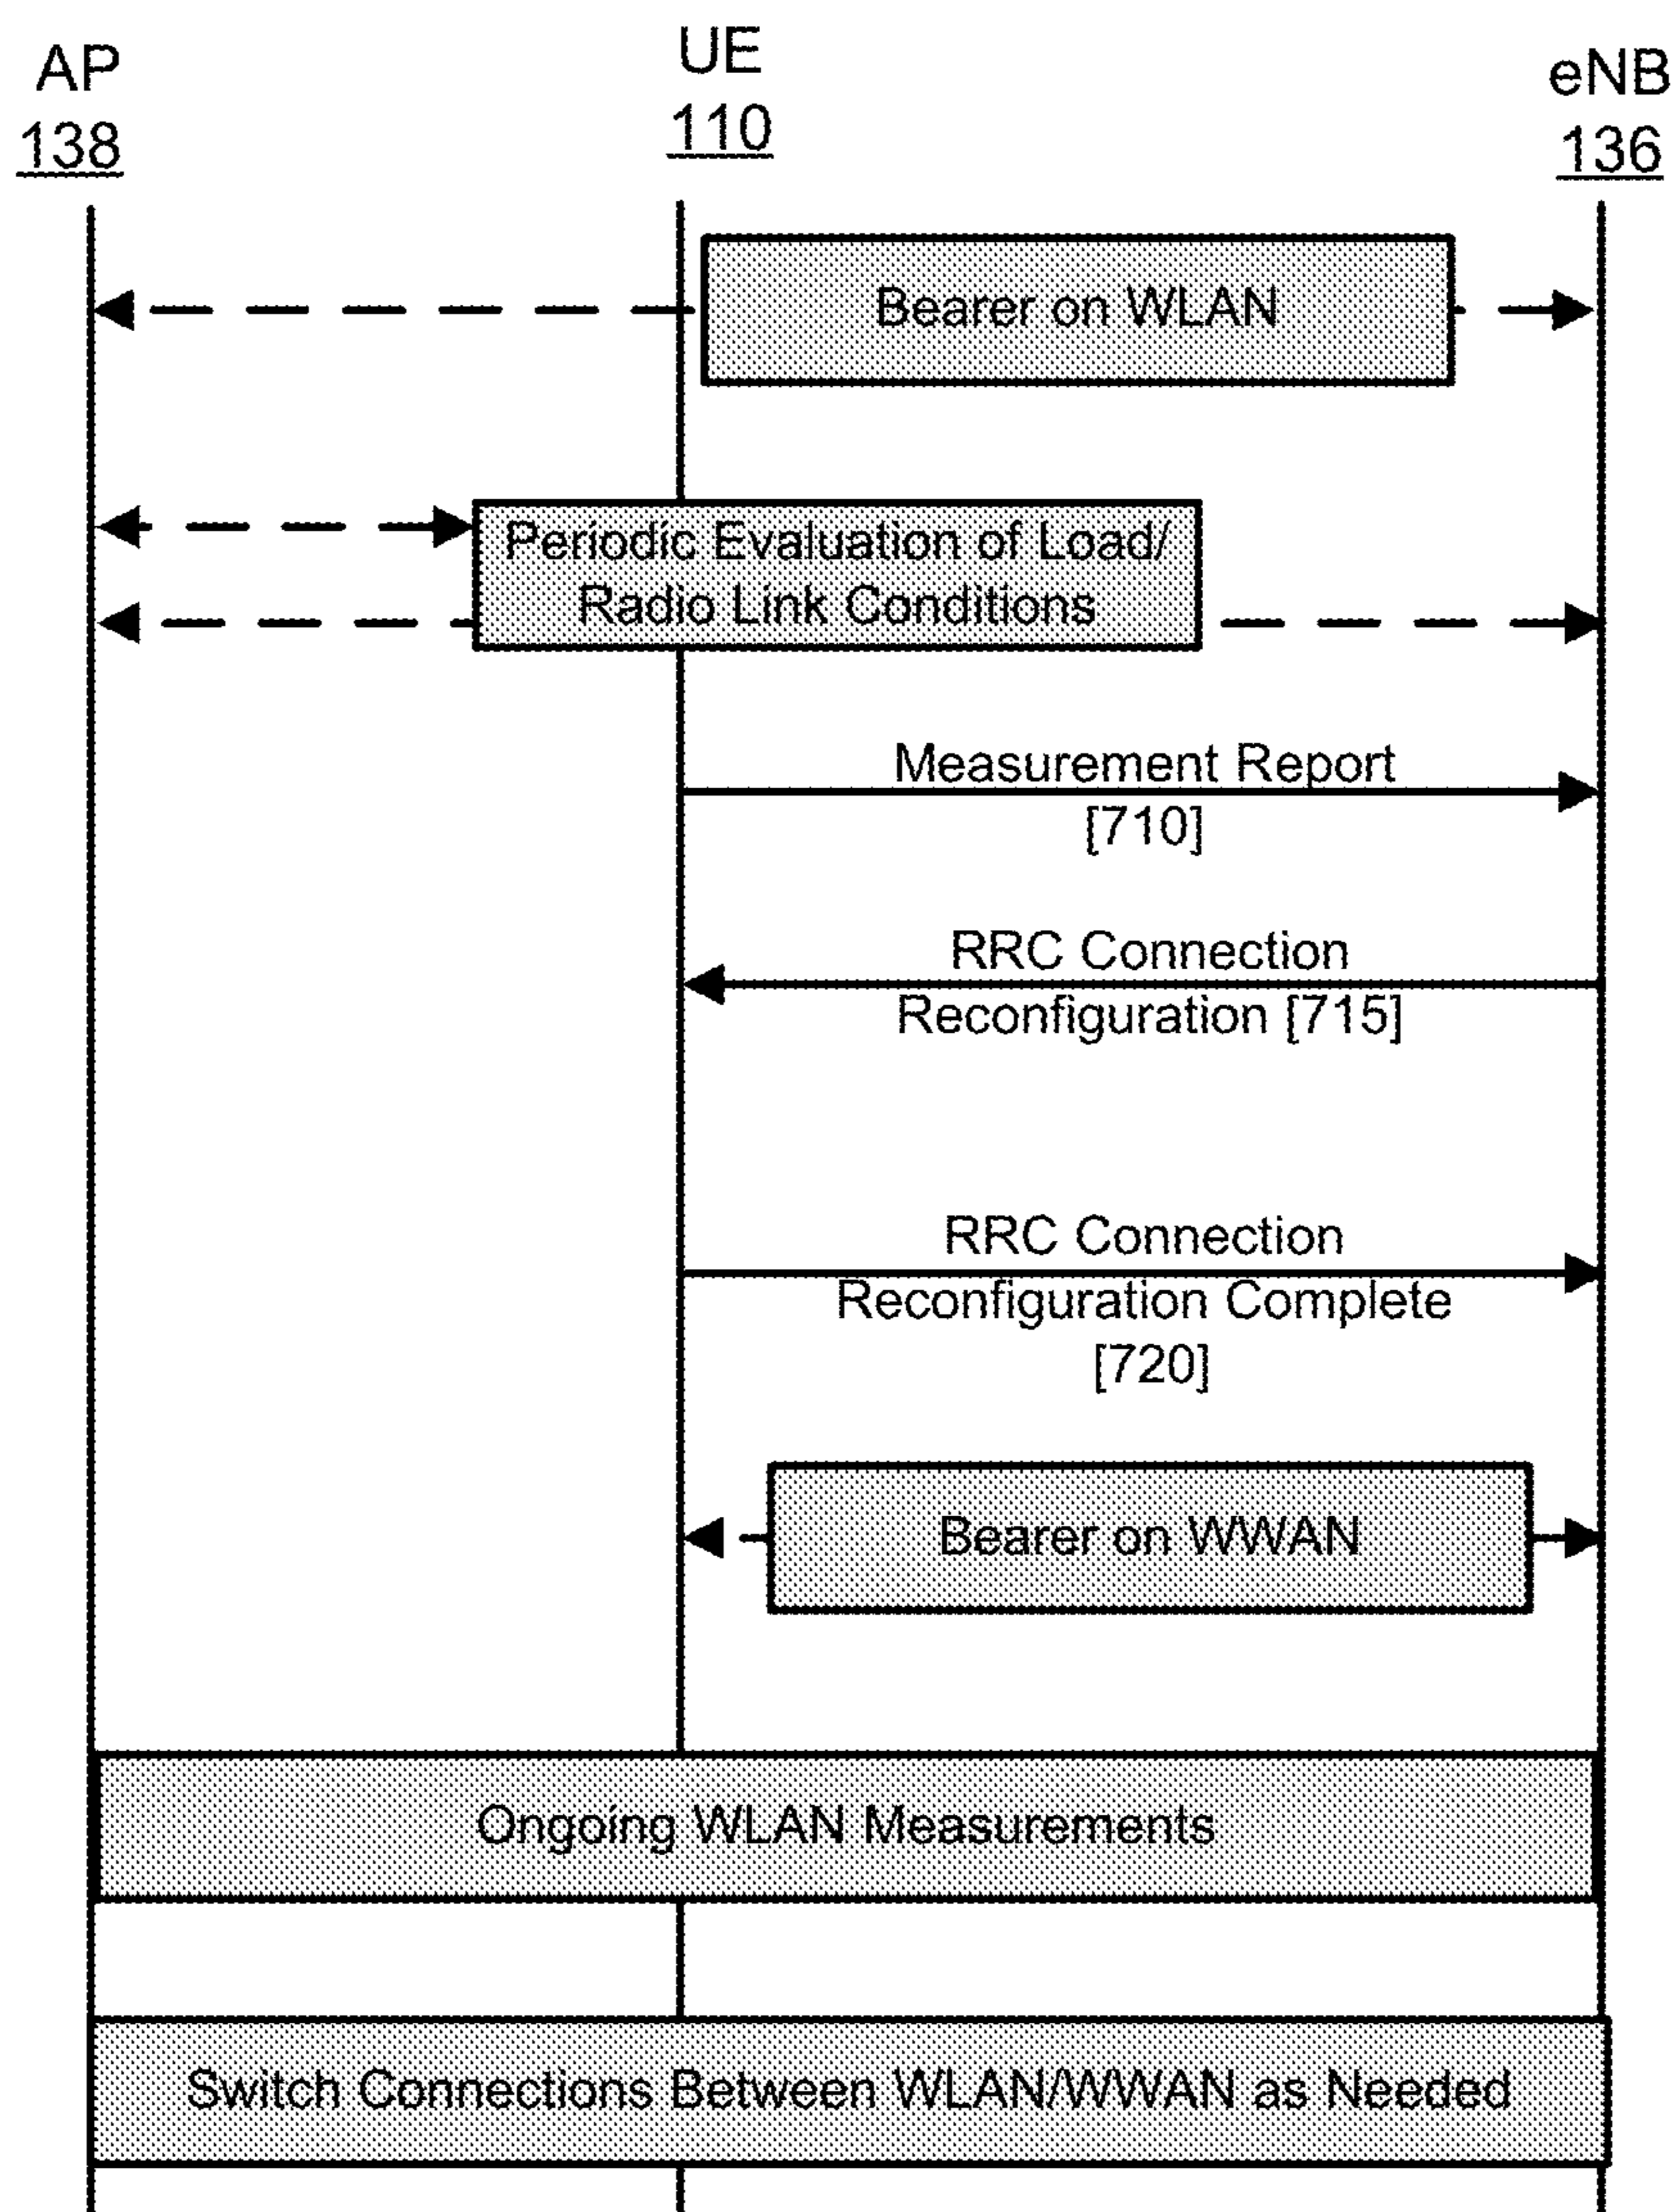 AP
138
UE
110
eNB
136
Bearer on WLAN
Periodic Evaluation of Load/
Radio Link Conditions
Measurement Report
[710]
RRC Connection
Reconfiguration [715]
RRC Connection
Reconfiguration Complete
[720]
Bearer on WWAN
Ongoing WLAN Measurements
Switch Connections Between WLAN/WWAN as Needed